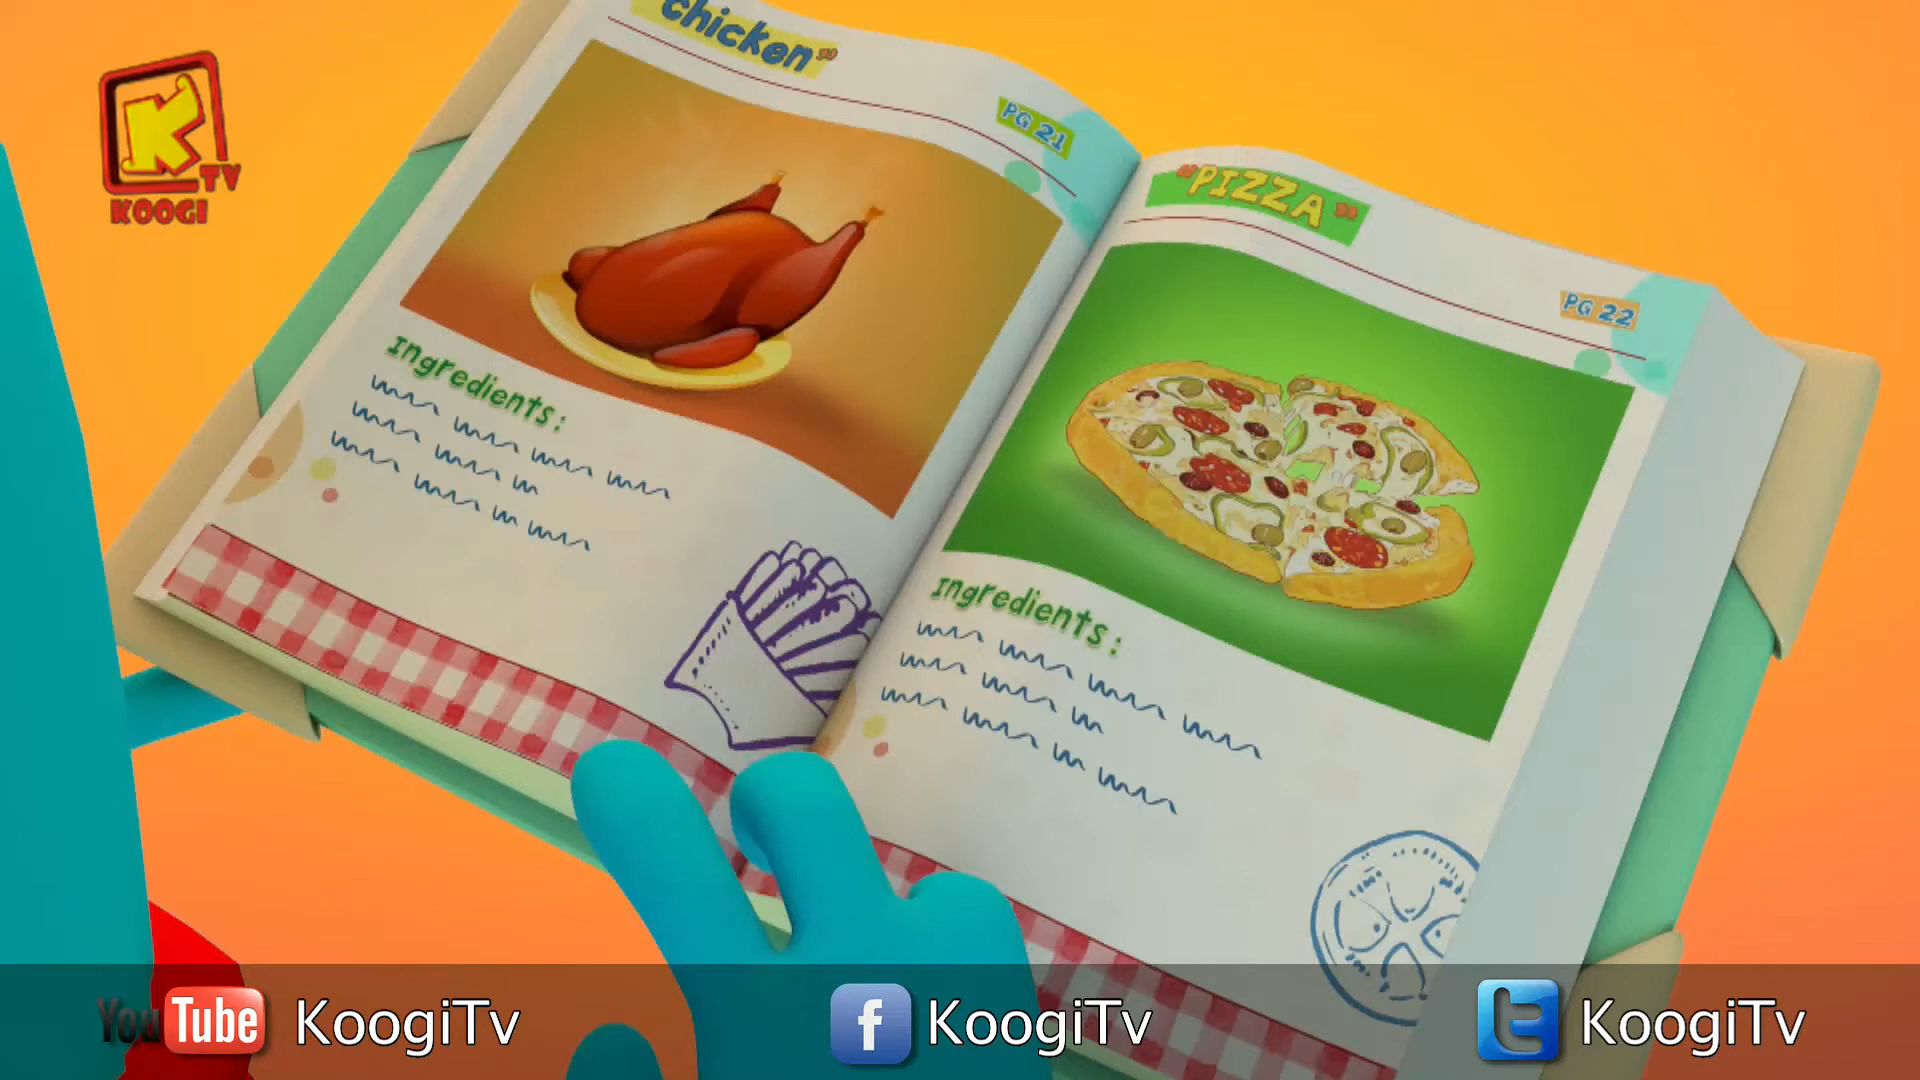 chicken"
PG 21
"PIZZA"
PG 22
Ingredients:
Ingredients:
K
TV
KOOGI
YouTube KoogiTv
f KoogiTv
t KoogiTv